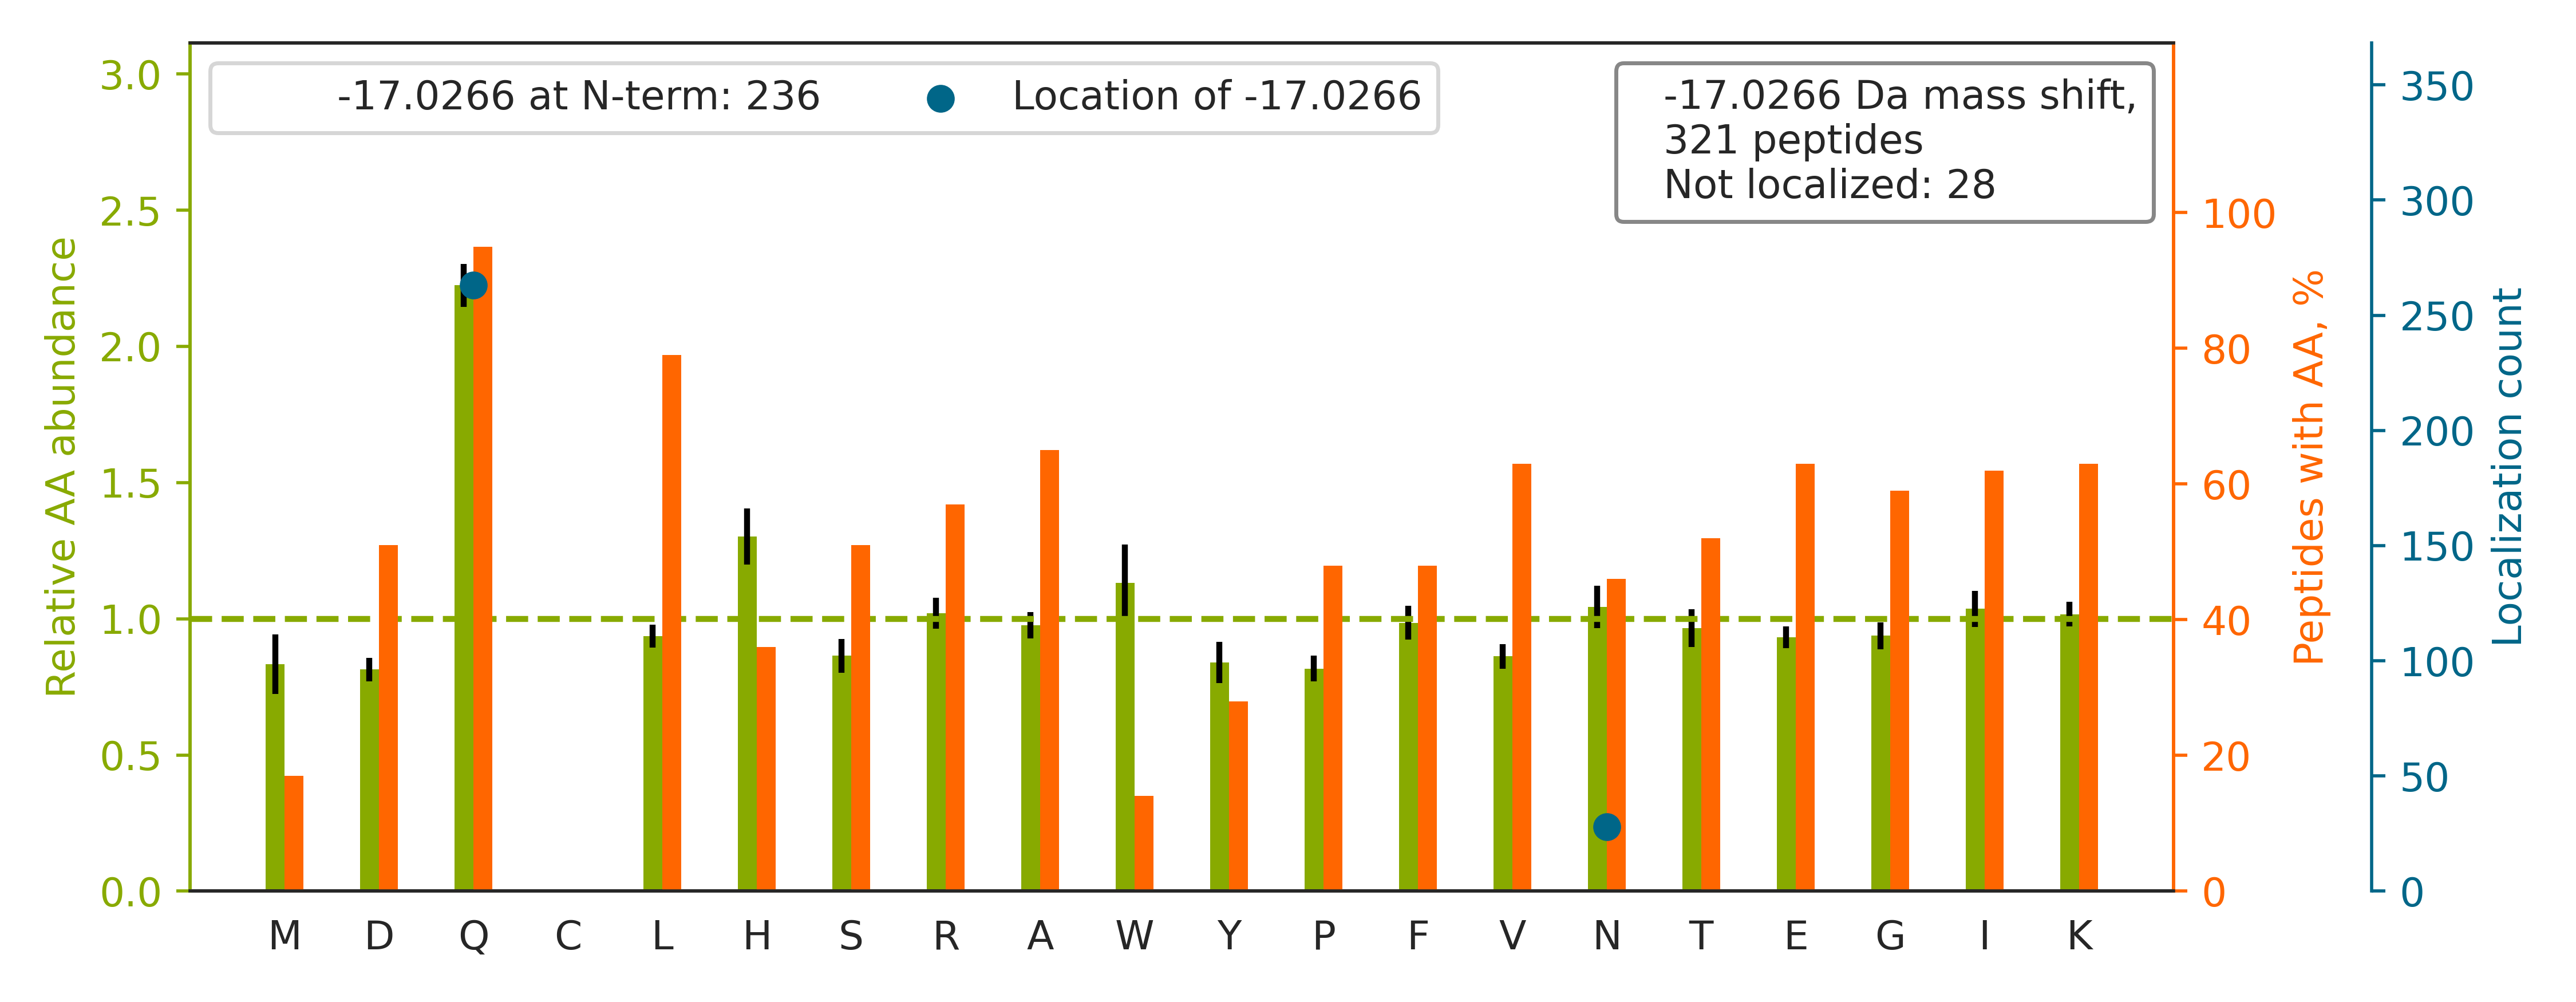 -17.0266 at N-term: 236
Location of -17.0266
-17.0266 Da mass shift,
321 peptides
Not localized: 28
Relative AA abundance
3.0
2.5
2.0
1.5
1.0
0.5
0.0
Peptides with AA, %
100
80
60
40
20
0
Localization count
350
300
250
200
150
100
50
0
M D Q C L H S R A W Y P F V N T E G I K